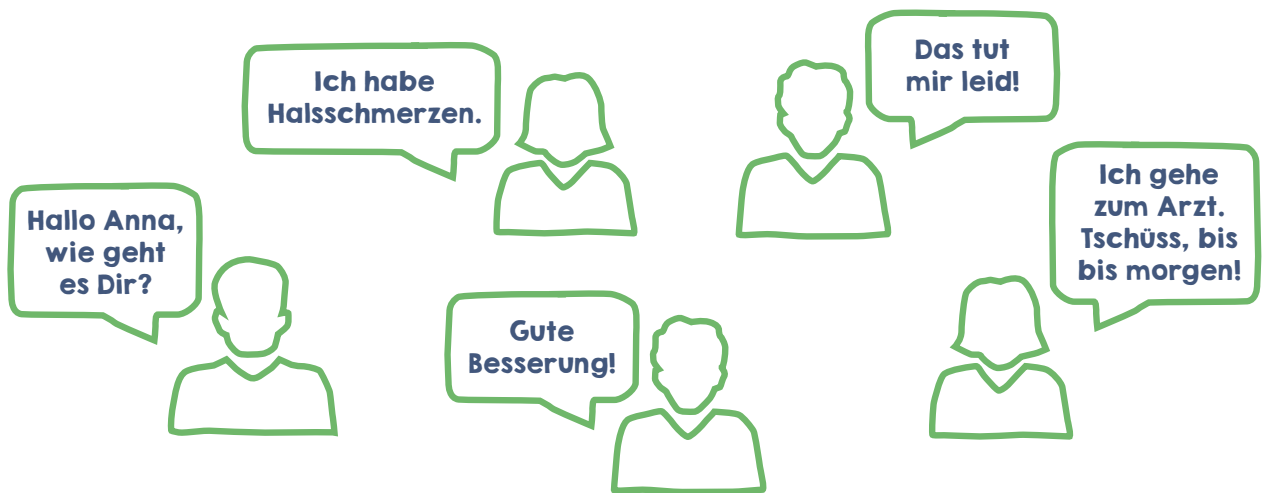 Hallo Anna,
wie geht
es Dir?
Ich habe
Halsschmerzen.
Das tut
mir leid!
Ich gehe
zum Arzt.
Tschüss, bis
bis morgen!
Gute
Besserung!